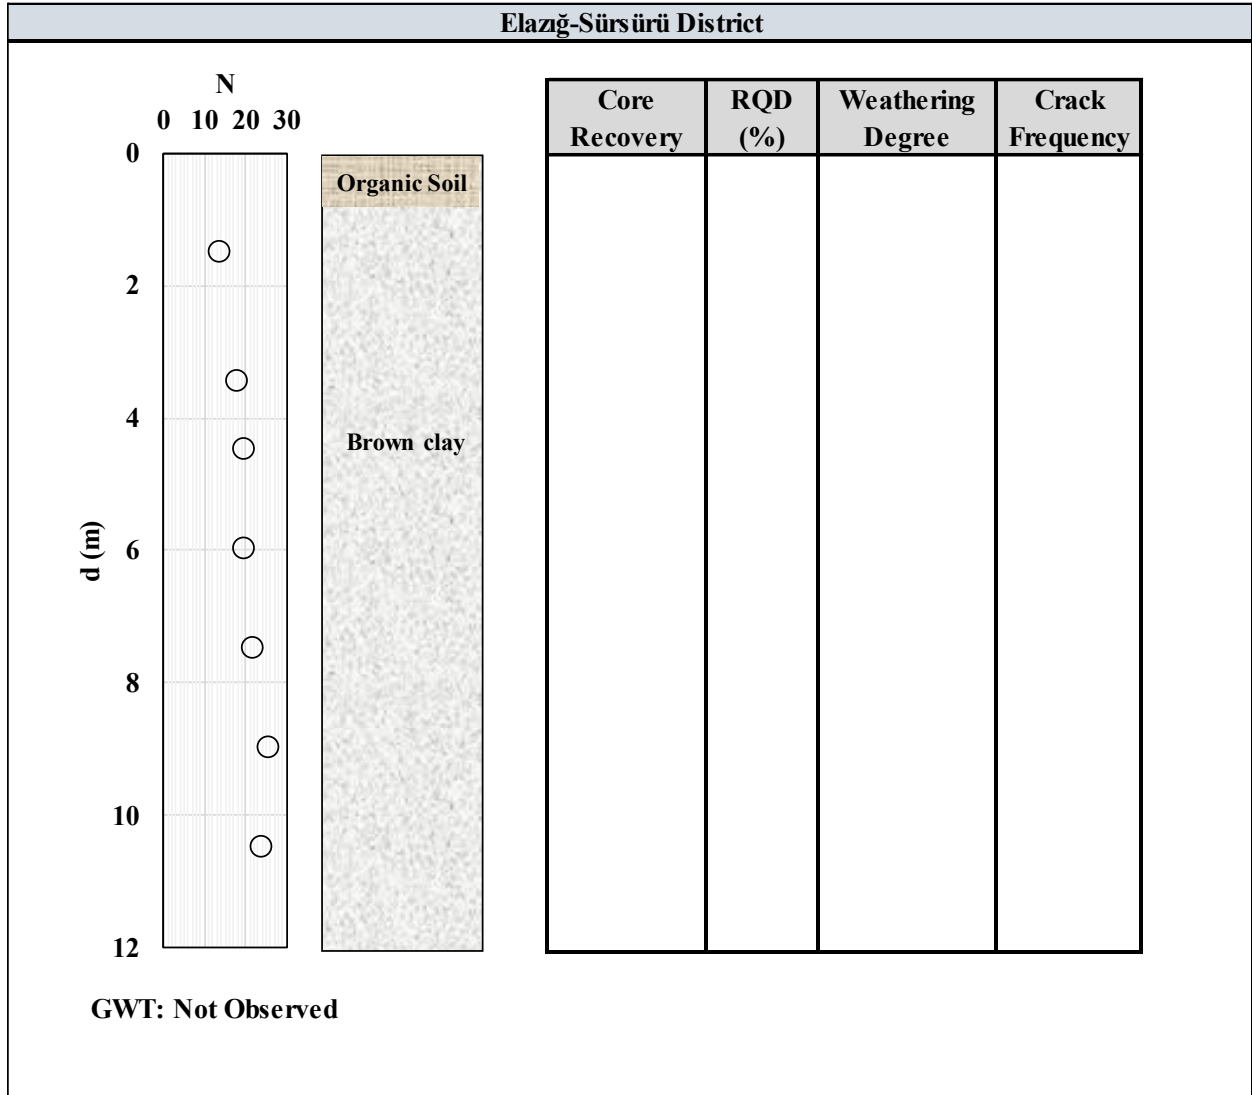 Elazığ-Sürsürü District
N
0 10 20 30
0
2
4
6
8
10
12
d (m)
Organic Soil
Brown clay
Core Recovery
RQD (%)
Weathering Degree
Crack Frequency
GWT: Not Observed